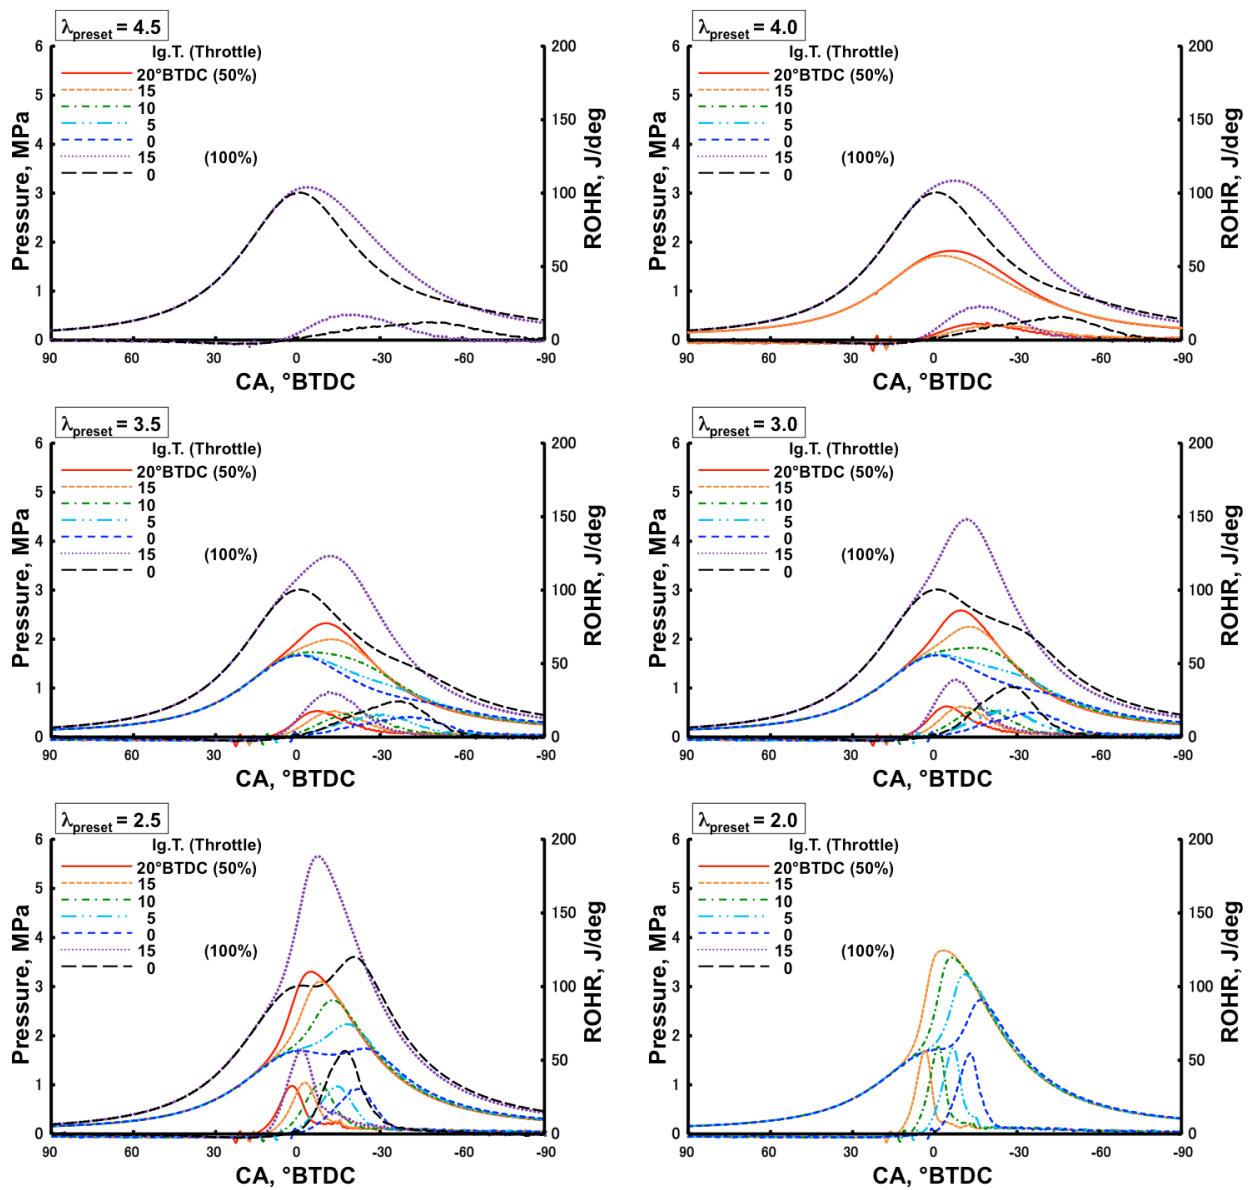 λpreset = 4.5
Ig.T. (Throttle)
20°BTDC (50%)
15
10
5
0
15 (100%)
0
Pressure, MPa
6
5
4
3
2
1
0
ROHR, J/deg
200
150
100
50
0
90 60 30 0 -30 -60 -90
CA, °BTDC
λpreset = 4.0
Ig.T. (Throttle)
20°BTDC (50%)
15
10
5
0
15 (100%)
0
Pressure, MPa
6
5
4
3
2
1
0
ROHR, J/deg
200
150
100
50
0
90 60 30 0 -30 -60 -90
CA, °BTDC
λpreset = 3.5
Ig.T. (Throttle)
20°BTDC (50%)
15
10
5
0
15 (100%)
0
Pressure, MPa
6
5
4
3
2
1
0
ROHR, J/deg
200
150
100
50
0
90 60 30 0 -30 -60 -90
CA, °BTDC
λpreset = 3.0
Ig.T. (Throttle)
20°BTDC (50%)
15
10
5
0
15 (100%)
0
Pressure, MPa
6
5
4
3
2
1
0
ROHR, J/deg
200
150
100
50
0
90 60 30 0 -30 -60 -90
CA, °BTDC
λpreset = 2.5
Ig.T. (Throttle)
20°BTDC (50%)
15
10
5
0
15 (100%)
0
Pressure, MPa
6
5
4
3
2
1
0
ROHR, J/deg
200
150
100
50
0
90 60 30 0 -30 -60 -90
CA, °BTDC
λpreset = 2.0
Ig.T. (Throttle)
20°BTDC (50%)
15
10
5
0
15 (100%)
0
Pressure, MPa
6
5
4
3
2
1
0
ROHR, J/deg
200
150
100
50
0
90 60 30 0 -30 -60 -90
CA, °BTDC